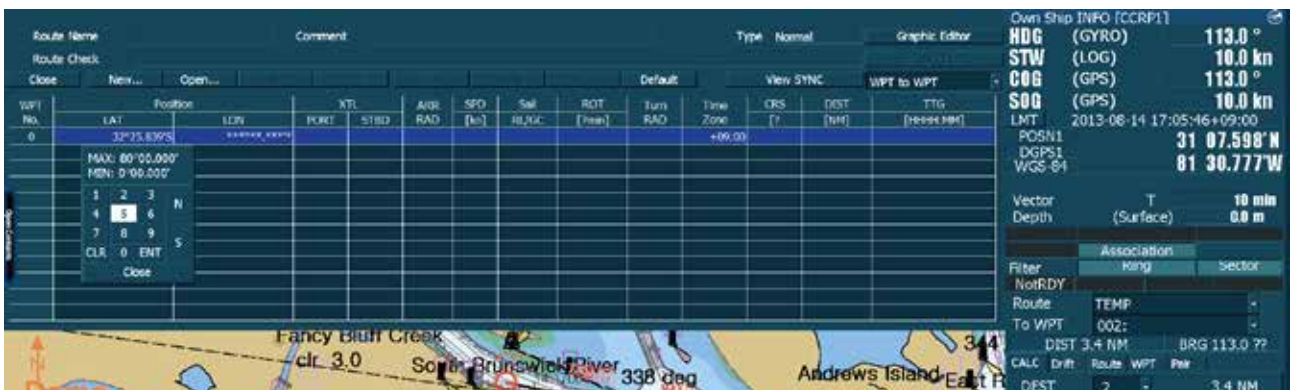 Route Name Comment Type Normal Graphic Editor
Route Check
Close New... Open... Default View SYNC WPT to WPT
WPT No. Position LAT LON XTL PORT STBD ARR RAD SPD [kn] Sail RL/GC ROT [°/min] Turn RAD Time Zone CRS [? DIST [NM] TTG [HHHH:MM]
0 32°25.839'S ***°**.***'* +09:00
MAX: 80°00.000'
MIN: 0°00.000'
1 2 3 N
4 5 6
7 8 9 S
CLR 0 ENT
Close
Own Ship INFO [CCRP1]
HDG (GYRO) 113.0 °
STW (LOG) 10.0 kn
COG (GPS) 113.0 °
SOG (GPS) 10.0 kn
LMT 2013-08-14 17:05:46+09:00
POSN1 31 07.598'N
DGPS1
WGS-84 81 30.777'W
Vector T 10 min
Depth (Surface) 0.0 m
Association
Filter Ring Sector
NotRDY
Route TEMP
To WPT 002:
DIST 3.4 NM BRG 113.0 ??
CALC Drift Route WPT Pair
DEST 2 3.4 NM
Fancy Bluff Creek
clr 3.0
South Brunswick River
338 deg
Andrews Island
344
East R